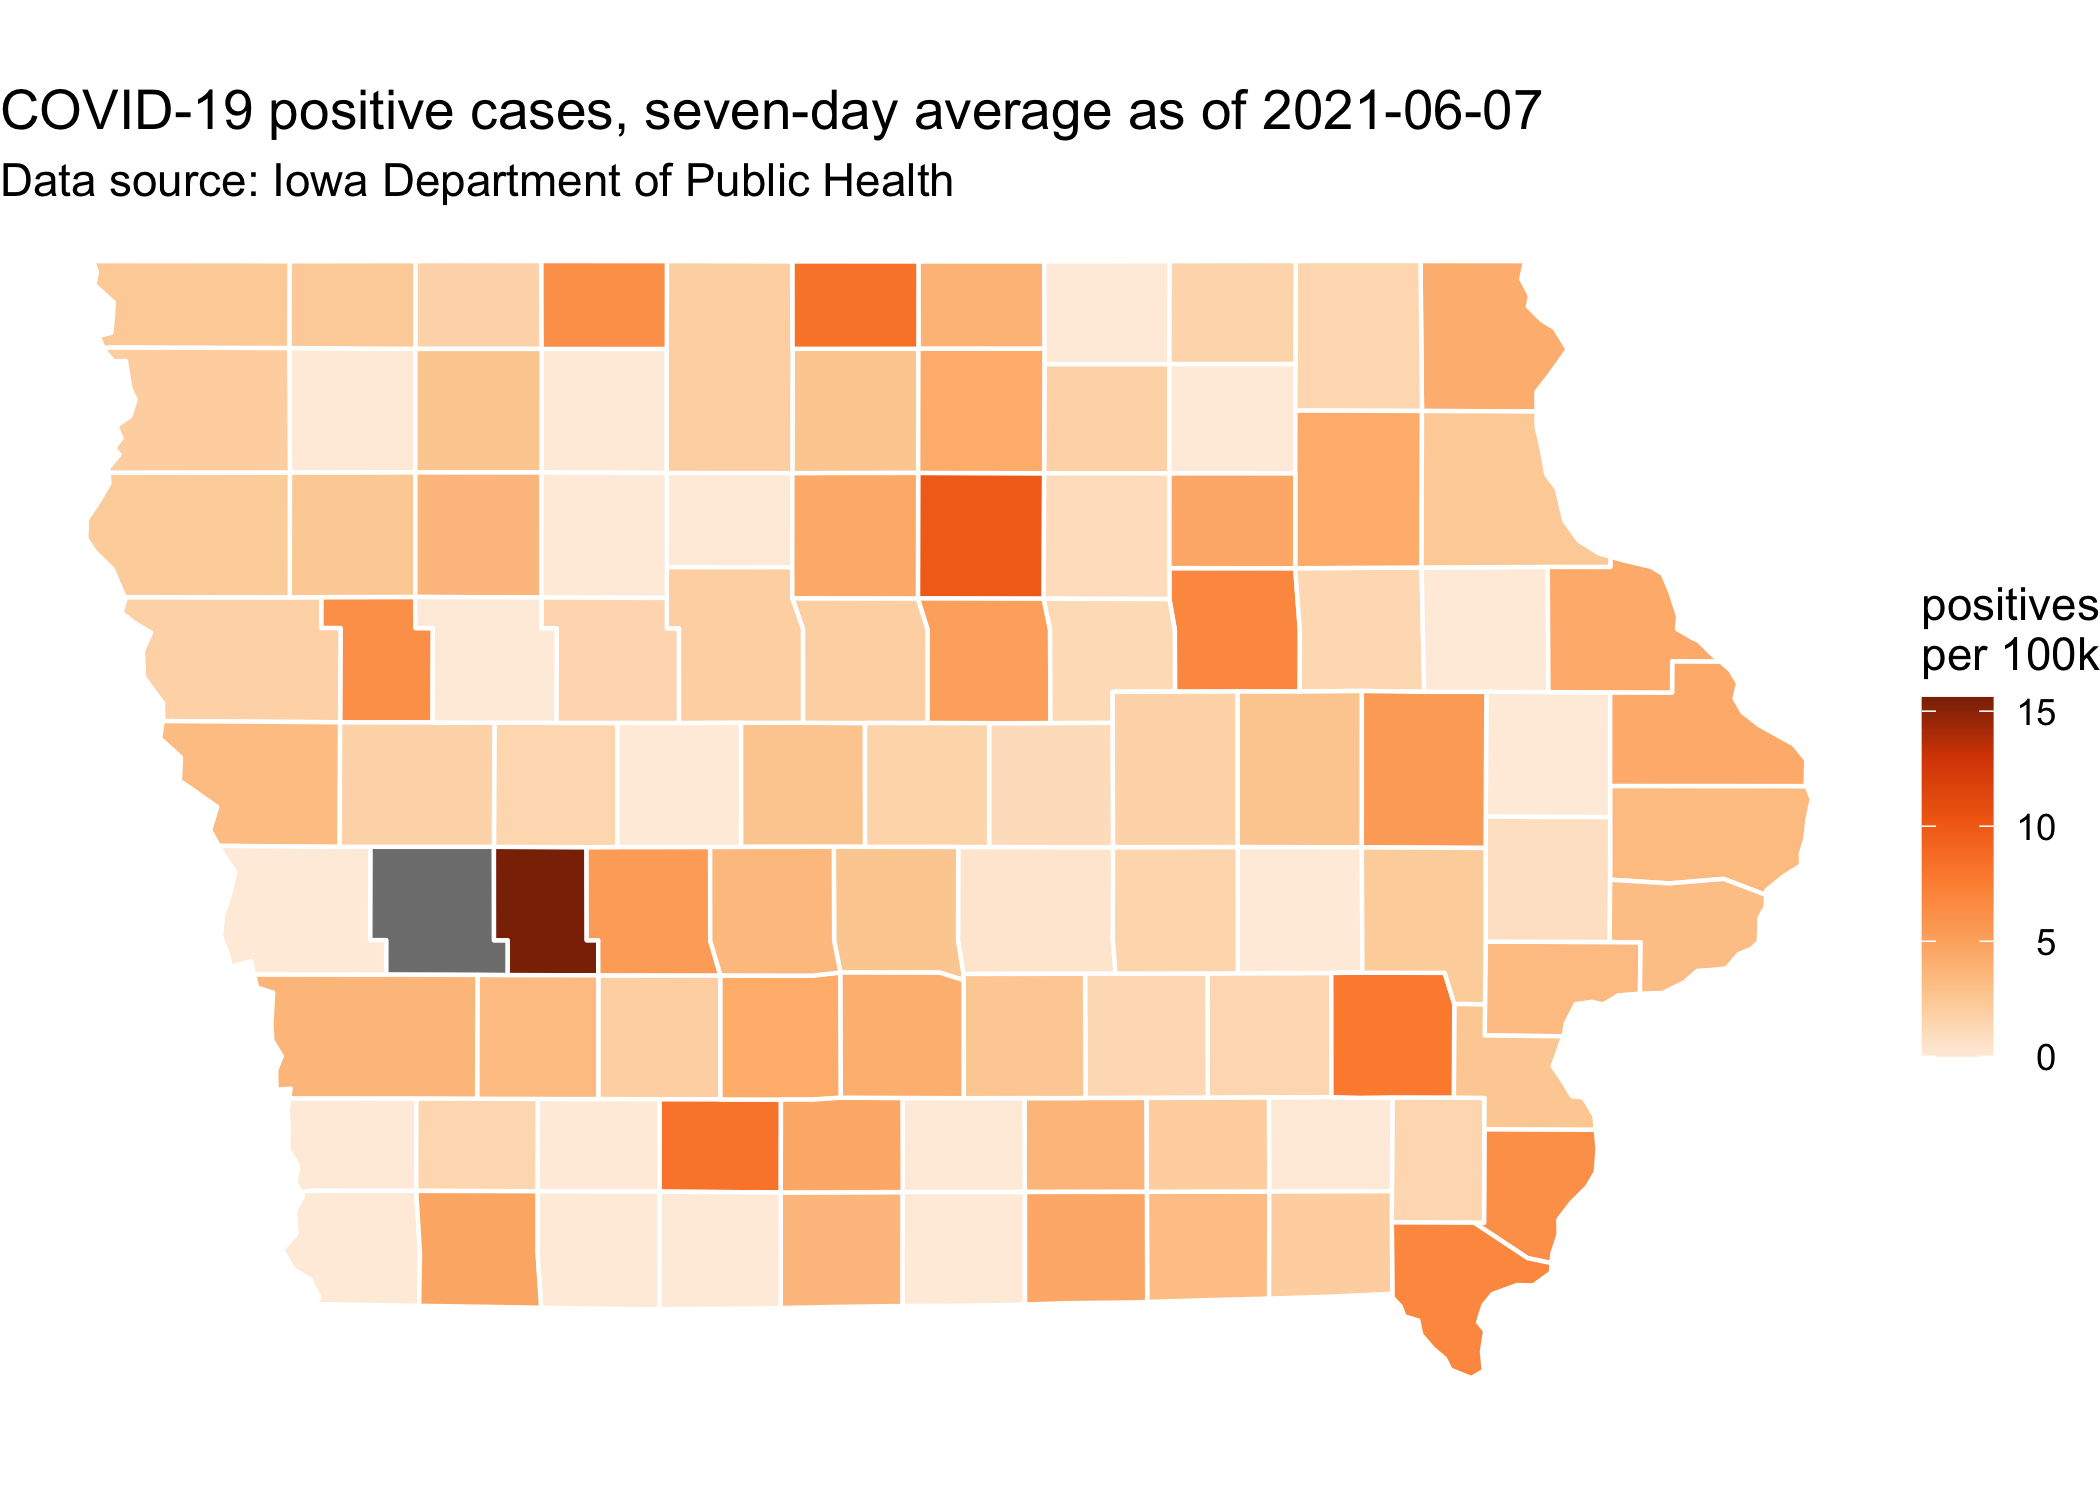 COVID-19 positive cases, seven-day average as of 2021-06-07
Data source: Iowa Department of Public Health
positives
per 100k
15
10
5
0